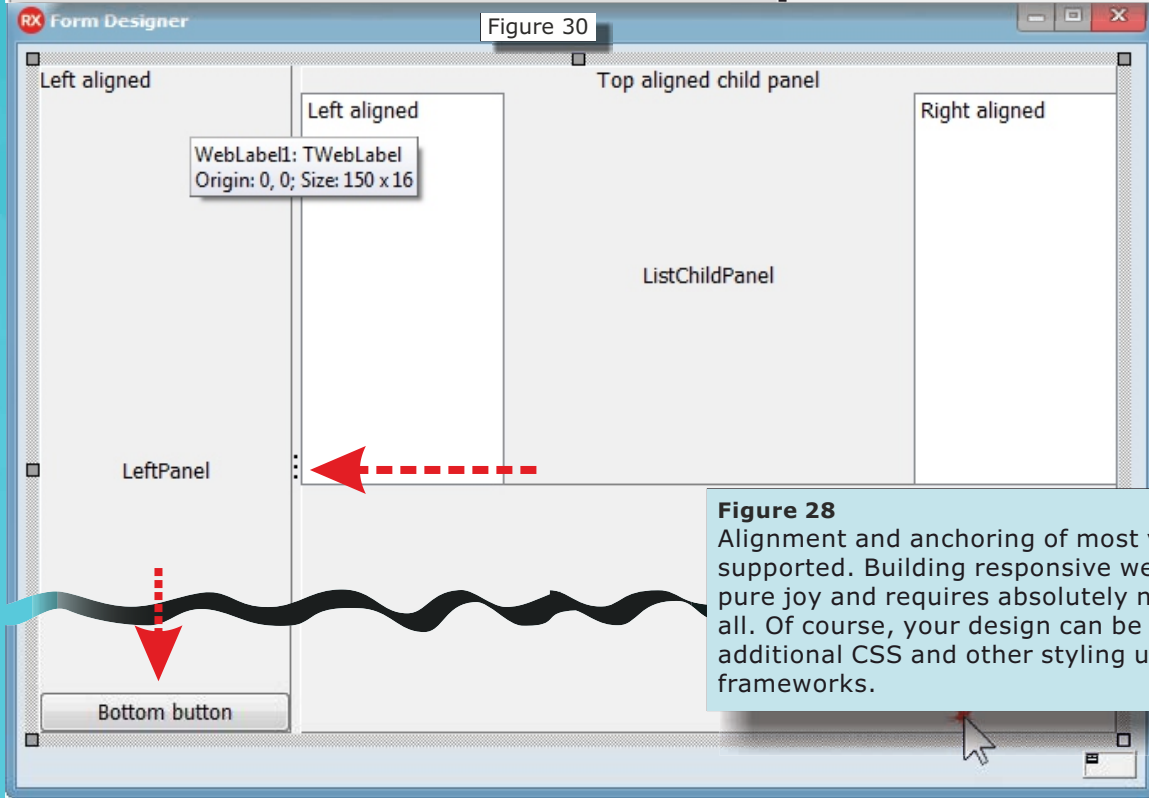 RX Form Designer
Figure 30
Left aligned
Top aligned child panel
Left aligned
Right aligned
WebLabel1: TWebLabel
Origin: 0, 0; Size: 150 x 16
ListChildPanel
LeftPanel
Figure 28
Alignment and anchoring of most
supported. Building responsive we
pure joy and requires absolutely n
all. Of course, your design can be
additional CSS and other styling u
frameworks.
Bottom button